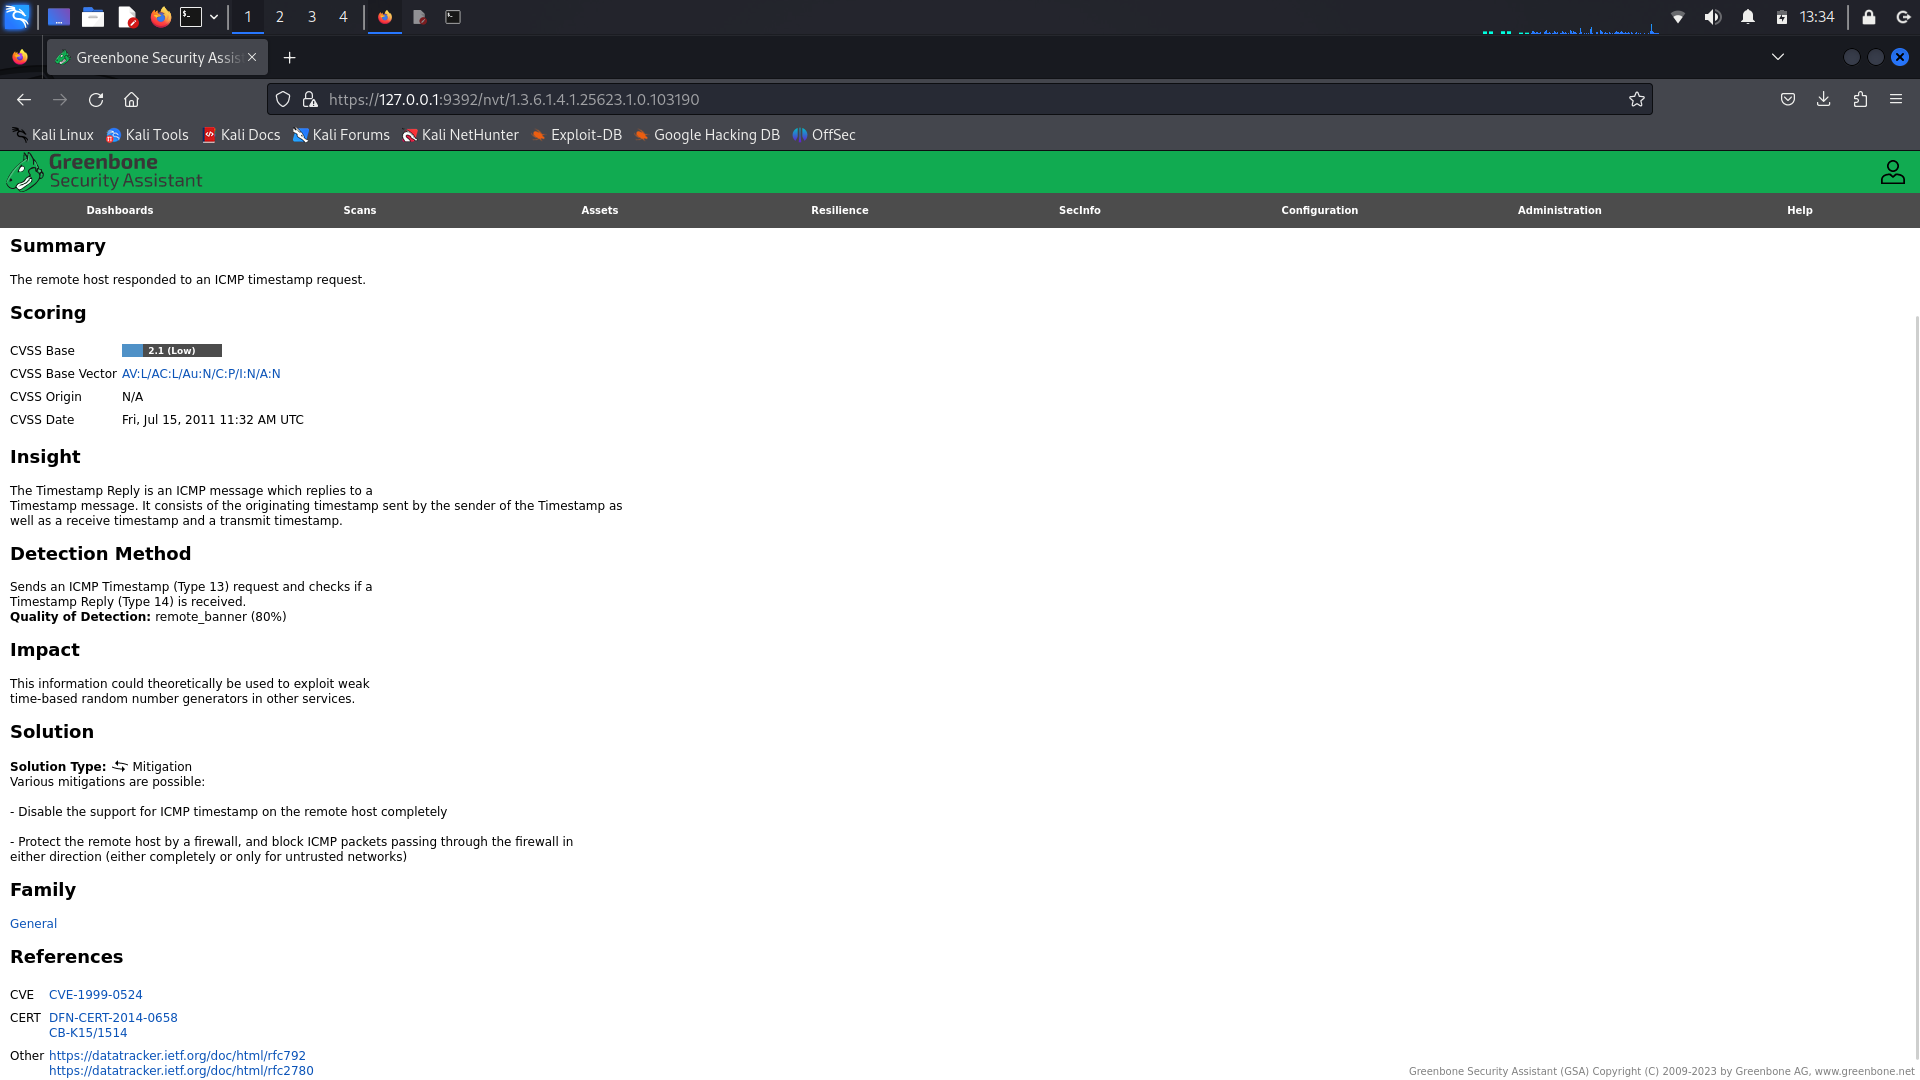 1 2 3 4
13:34
Greenbone Security Assis
https://127.0.0.1:9392/nvt/1.3.6.1.4.1.25623.1.0.103190
Kali Linux Kali Tools Kali Docs Kali Forums Kali NetHunter Exploit-DB Google Hacking DB OffSec
Greenbone
Security Assistant
Dashboards Scans Assets Resilience SecInfo Configuration Administration Help
Summary
The remote host responded to an ICMP timestamp request.
Scoring
CVSS Base 2.1 (Low)
CVSS Base Vector AV:L/AC:L/Au:N/C:P/I:N/A:N
CVSS Origin N/A
CVSS Date Fri, Jul 15, 2011 11:32 AM UTC
Insight
The Timestamp Reply is an ICMP message which replies to a
Timestamp message. It consists of the originating timestamp sent by the sender of the Timestamp as
well as a receive timestamp and a transmit timestamp.
Detection Method
Sends an ICMP Timestamp (Type 13) request and checks if a
Timestamp Reply (Type 14) is received.
Quality of Detection: remote_banner (80%)
Impact
This information could theoretically be used to exploit weak
time-based random number generators in other services.
Solution
Solution Type: Mitigation
Various mitigations are possible:
- Disable the support for ICMP timestamp on the remote host completely
- Protect the remote host by a firewall, and block ICMP packets passing through the firewall in
either direction (either completely or only for untrusted networks)
Family
General
References
CVE CVE-1999-0524
CERT DFN-CERT-2014-0658
CB-K15/1514
Other https://datatracker.ietf.org/doc/html/rfc792
https://datatracker.ietf.org/doc/html/rfc2780
Greenbone Security Assistant (GSA) Copyright (C) 2009-2023 by Greenbone AG, www.greenbone.net